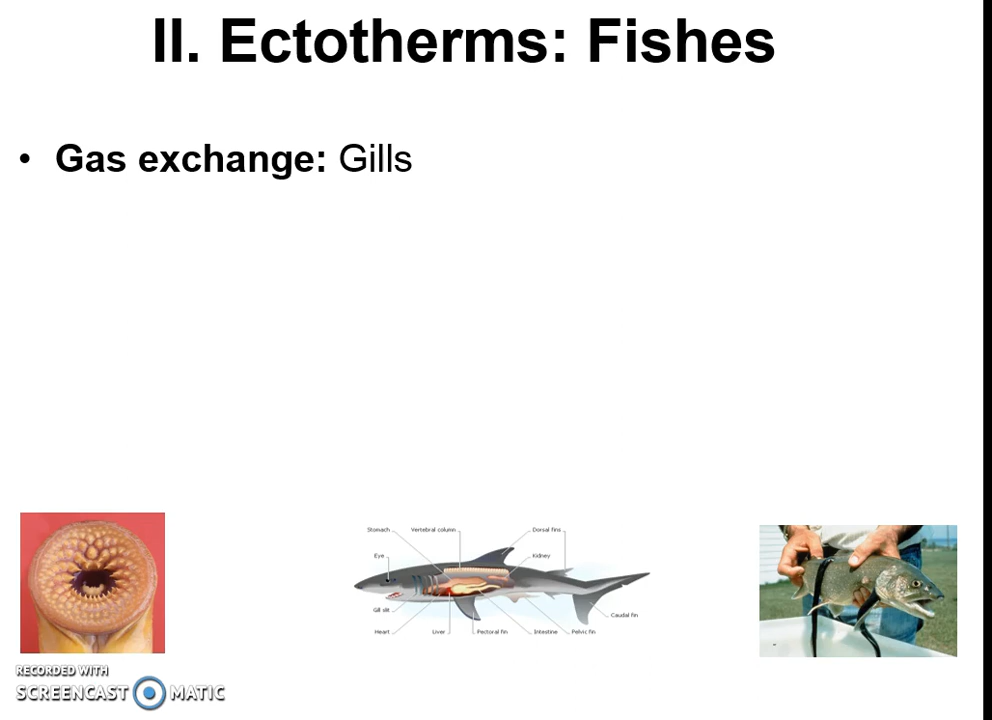 II. Ectotherms: Fishes
• Gas exchange: Gills
Stomach
Vertebral column
Dorsal fins
Eye
Kidney
Gill slit
Caudal fin
Heart
Liver
Pectoral fin
Intestine
Pelvic fin
RECORDED WITH
SCREENCAST MATIC